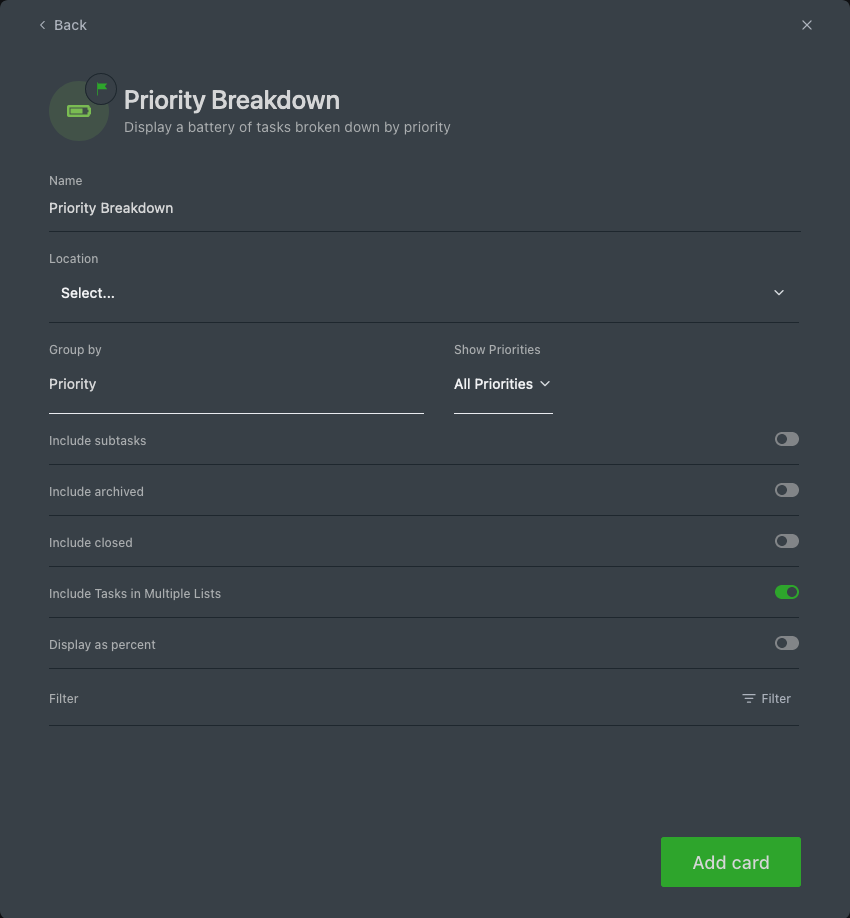 Back
Priority Breakdown
Display a battery of tasks broken down by priority
Name
Priority Breakdown
Location
Select...
Group by
Show Priorities
Priority
All Priorities
Include subtasks
Include archived
Include closed
Include Tasks in Multiple Lists
Display as percent
Filter
Filter
Add card